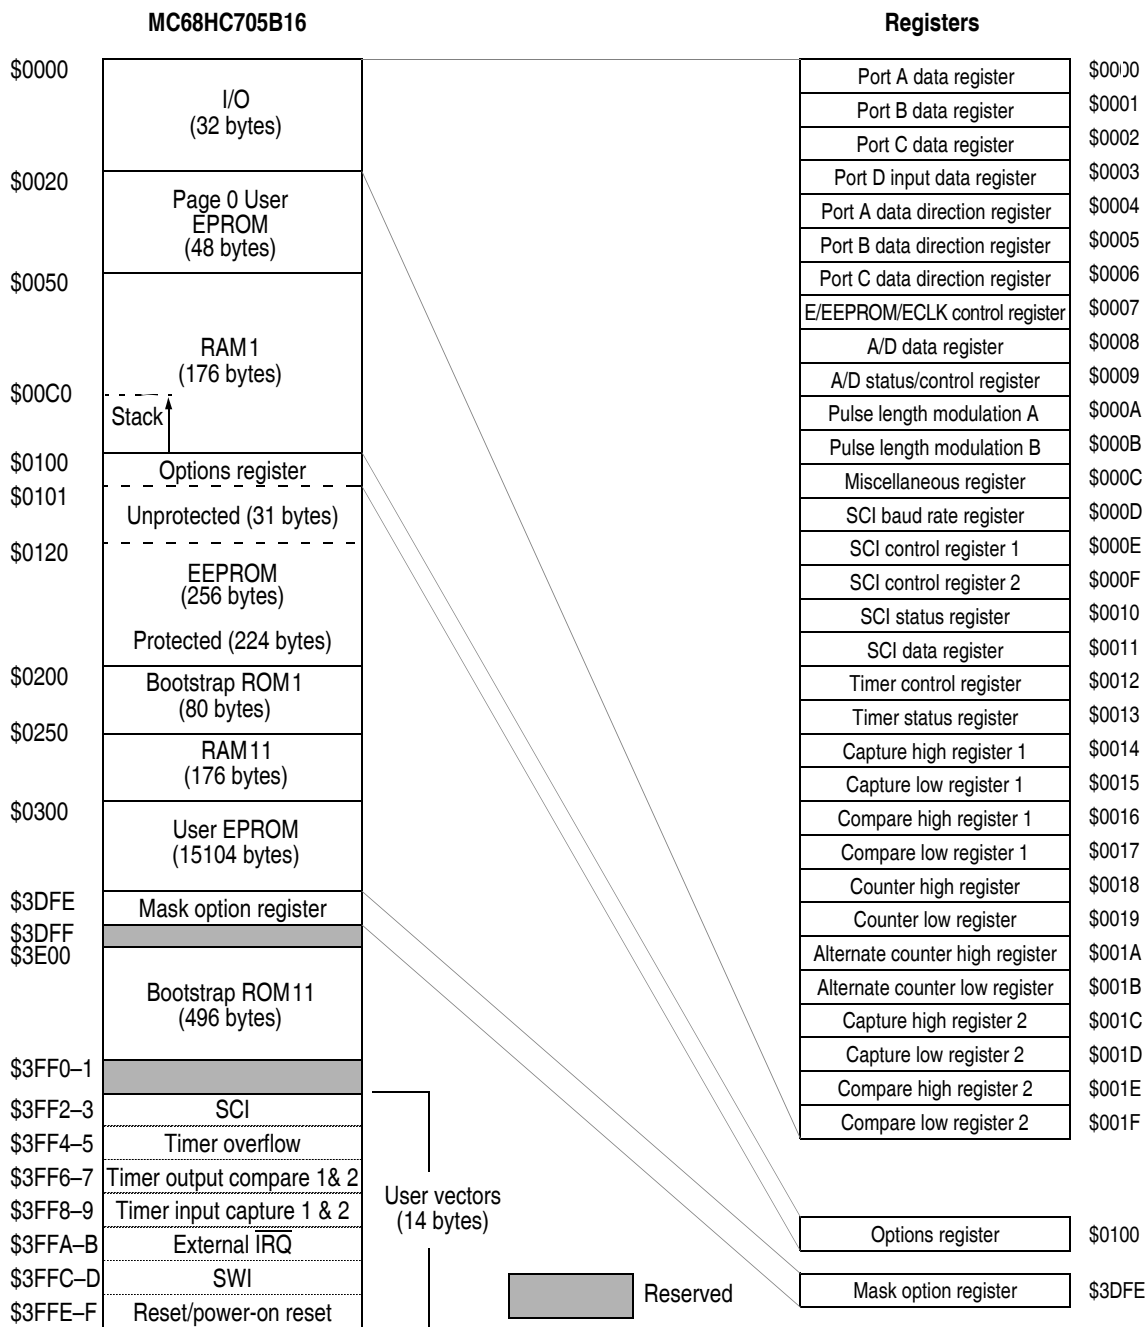 MC68HC705B16
Registers
$0000
I/O
(32 bytes)
$0020
Page 0 User
EPROM
(48 bytes)
$0050
RAM1
(176 bytes)
$00C0
Stack
$0100
Options register
$0101
Unprotected (31 bytes)
$0120
EEPROM
(256 bytes)
Protected (224 bytes)
$0200
Bootstrap ROM1
(80 bytes)
$0250
RAM11
(176 bytes)
$0300
User EPROM
(15104 bytes)
$3DFE
Mask option register
$3DFF
$3E00
Bootstrap ROM11
(496 bytes)
$3FF0–1
$3FF2–3 SCI
$3FF4–5 Timer overflow
$3FF6–7 Timer output compare 1& 2
$3FF8–9 Timer input capture 1 & 2
$3FFA–B External IRQ
$3FFC–D SWI
$3FFE–F Reset/power-on reset
User vectors
(14 bytes)
Reserved
Port A data register $0000
Port B data register $0001
Port C data register $0002
Port D input data register $0003
Port A data direction register $0004
Port B data direction register $0005
Port C data direction register $0006
E/EEPROM/ECLK control register $0007
A/D data register $0008
A/D status/control register $0009
Pulse length modulation A $000A
Pulse length modulation B $000B
Miscellaneous register $000C
SCI baud rate register $000D
SCI control register 1 $000E
SCI control register 2 $000F
SCI status register $0010
SCI data register $0011
Timer control register $0012
Timer status register $0013
Capture high register 1 $0014
Capture low register 1 $0015
Compare high register 1 $0016
Compare low register 1 $0017
Counter high register $0018
Counter low register $0019
Alternate counter high register $001A
Alternate counter low register $001B
Capture high register 2 $001C
Capture low register 2 $001D
Compare high register 2 $001E
Compare low register 2 $001F
Options register $0100
Mask option register $3DFE